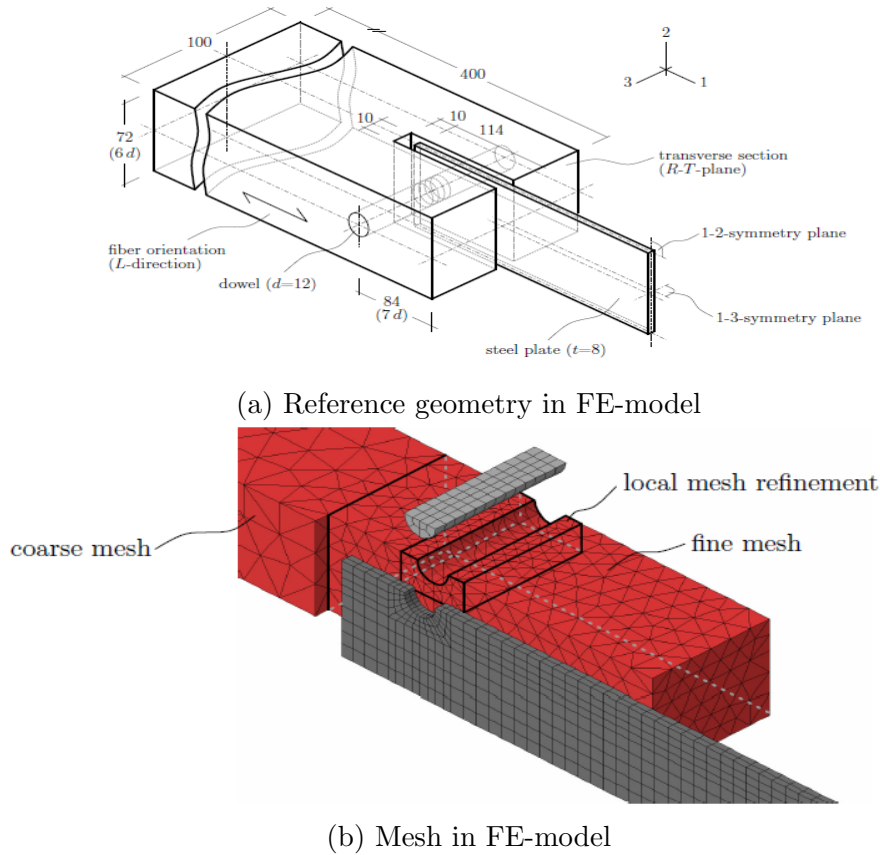 100
400
2
3
1
72
(6 d)
10
10
114
transverse section
(R-T-plane)
fiber orientation
(L-direction)
dowel (d=12)
84
(7 d)
1-2-symmetry plane
1-3-symmetry plane
steel plate (t=8)
(a) Reference geometry in FE-model
local mesh refinement
coarse mesh
fine mesh
(b) Mesh in FE-model